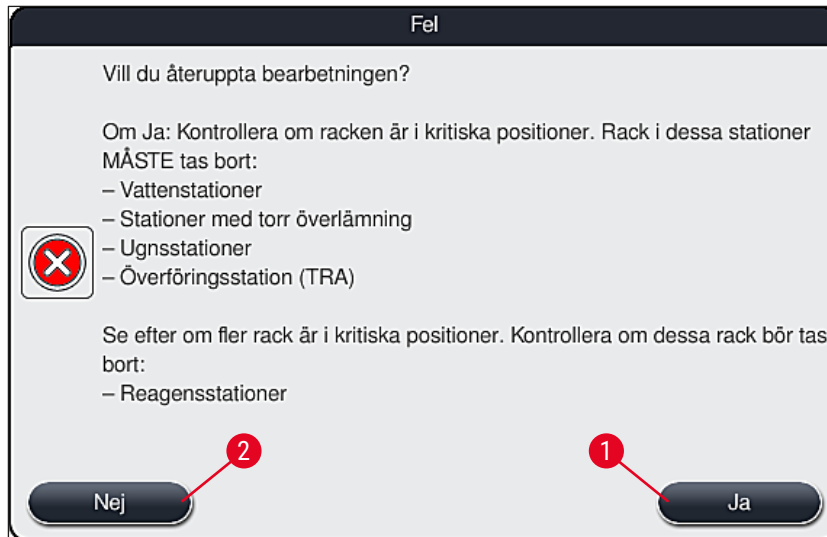 Fel
Vill du återuppta bearbetningen?
Om Ja: Kontrollera om racken är i kritiska positioner. Rack i dessa stationer
MÅSTE tas bort:
– Vattenstationer
– Stationer med torr överlämning
– Ugnsstationer
– Överföringsstation (TRA)
Se efter om fler rack är i kritiska positioner. Kontrollera om dessa rack bör tas
bort:
– Reagensstationer
2 1
Nej Ja